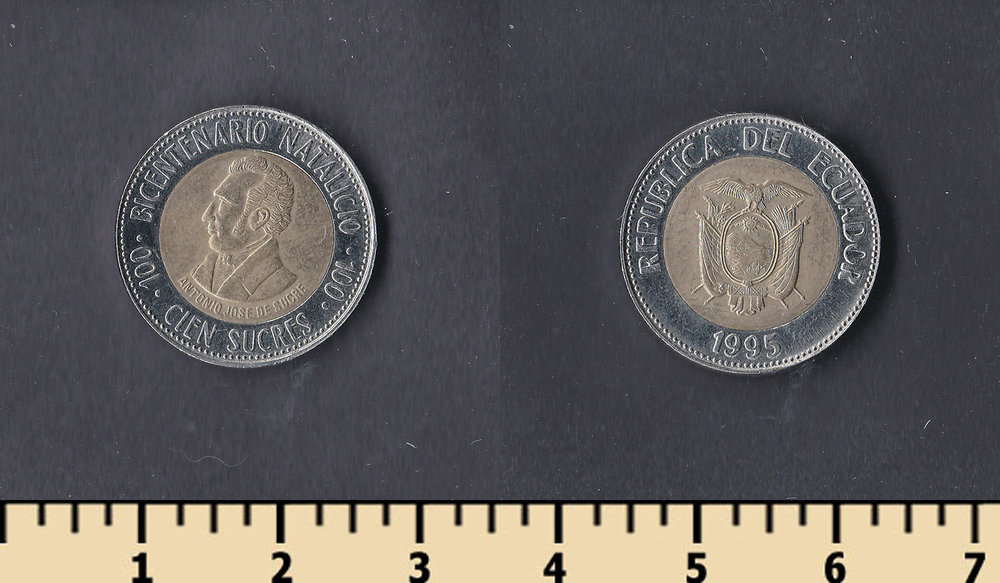 BICENTENARIO NATALICIO
· 100 · · 100 ·
ANTONIO JOSE DE SUCRE
CIEN SUCRES
REPUBLICA DEL ECUADOR
1995
1 2 3 4 5 6 7